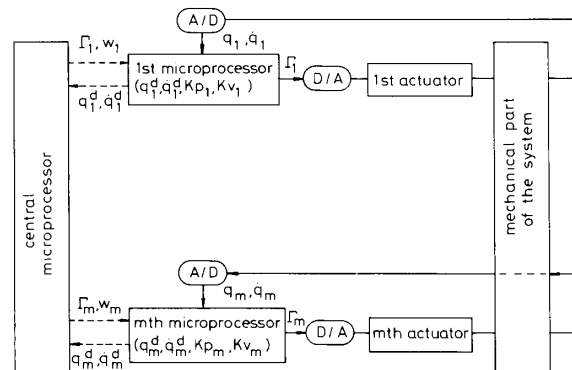 A/D
q₁, q̇₁
Γ₁, w₁
1st microprocessor
(q₁ᵈ, q̇₁ᵈ, Kp₁, Kv₁)
q₁ᵈ, q̇₁ᵈ
Γ₁
D/A
1st actuator
central
microprocessor
mechanical part
of the system
A/D
qₘ, q̇ₘ
Γₘ, wₘ
mth microprocessor
(qₘᵈ, q̇ₘᵈ, Kpₘ, Kvₘ)
qₘᵈ, q̇ₘᵈ
Γₘ
D/A
mth actuator